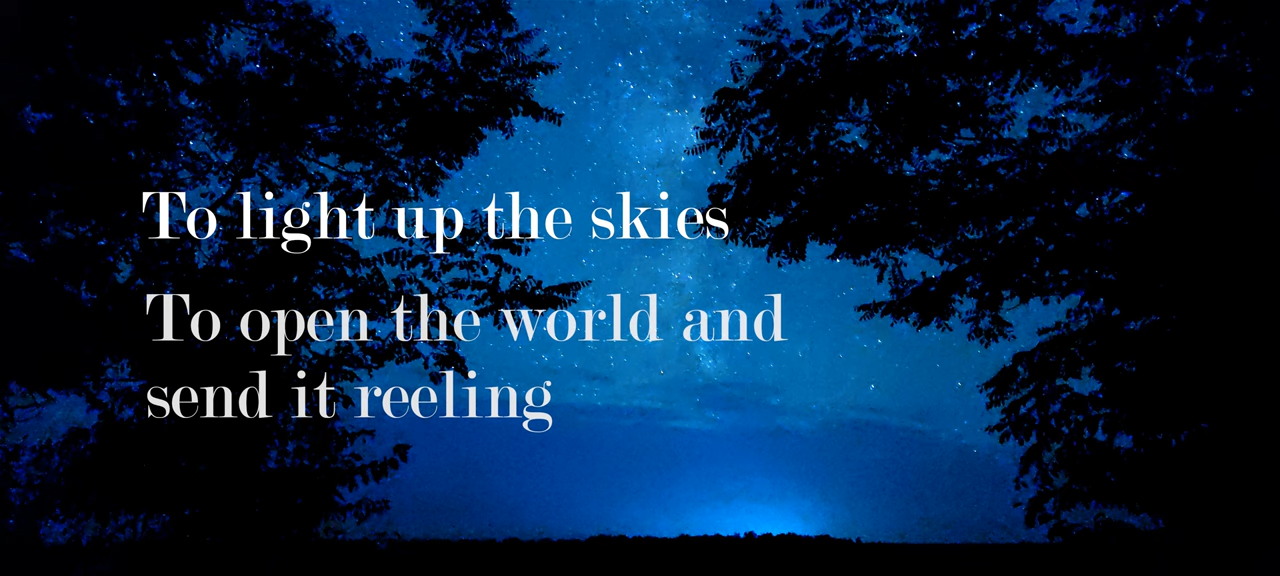 To light up the skies
To open the world and
send it reeling